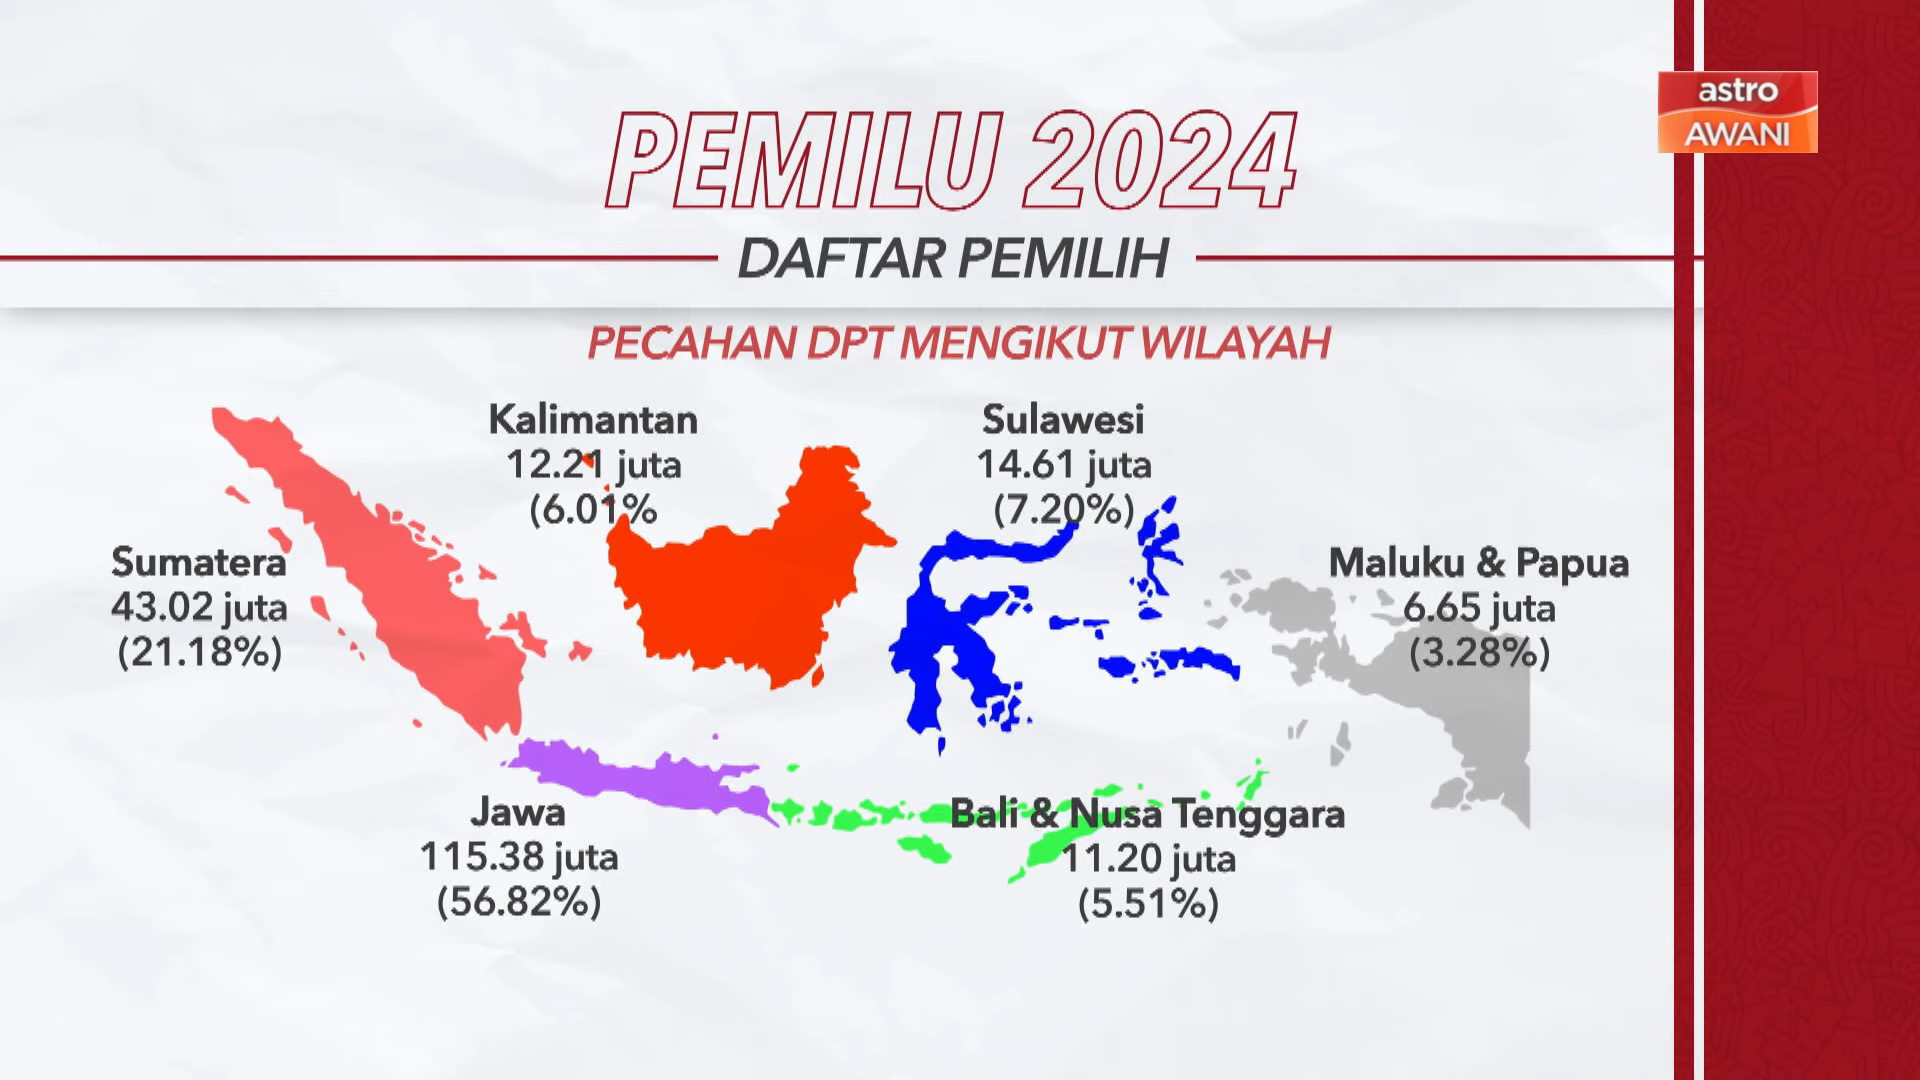 astro
AWANI
PEMILU 2024
DAFTAR PEMILIH
PECAHAN DPT MENGIKUT WILAYAH
Kalimantan
12.21 juta
(6.01%
Sulawesi
14.61 juta
(7.20%)
Sumatera
43.02 juta
(21.18%)
Maluku & Papua
6.65 juta
(3.28%)
Jawa
115.38 juta
(56.82%)
Bali & Nusa Tenggara
11.20 juta
(5.51%)